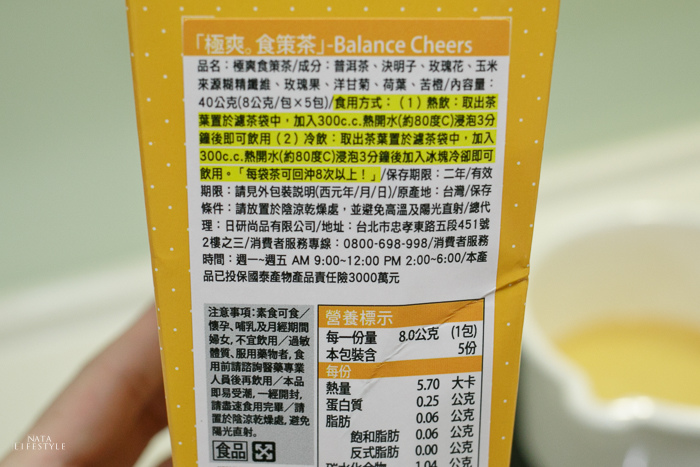 「極爽。食策茶」-Balance Cheers
品名：極爽食策茶/成分：普洱茶、決明子、玫瑰花、玉米
來源糊精纖維、玫瑰果、洋甘菊、荷葉、苦橙/內容量：
40公克(8公克/包×5包)/食用方式：（1）熱飲：取出茶
葉置於濾茶袋中，加入300c.c.熱開水(約80度C)浸泡3分
鐘後即可飲用（2）冷飲：取出茶葉置於濾茶袋中，加入
300c.c.熱開水(約80度C)浸泡3分鐘後加入冰塊冷卻即可
飲用。「每袋茶可回沖8次以上！」/保存期限：二年/有效
期限：請見外包裝說明(西元年/月/日)/原產地：台灣/保存
條件：請放置於陰涼乾燥處，並避免高溫及陽光直射/總代
理：日研尚品有限公司/地址：台北市忠孝東路五段451號
2樓之三/消費者服務專線：0800-698-998/消費者服務
時間：週一~週五 AM 9:00~12:00 PM 2:00~6:00/本產
品已投保國泰產物產品責任險3000萬元
注意事項：素食可食／
懷孕、哺乳及月經期間
婦女，不宜飲用／過敏
體質、服用藥物者，食
用前請諮詢醫藥專業
人員後再飲用／本品
即易受潮，一經開封，
請盡速食用完畢／請
置於陰涼乾燥處，避免
陽光直射。
食品
營養標示
每一份量 8.0公克 (1包)
本包裝含 5份
每份
熱量 5.70 大卡
蛋白質 0.25 公克
脂肪 0.06 公克
飽和脂肪 0.06 公克
反式脂肪 0.00 公克
碳水化合物 1.04 公克
NATA
LIFESTYLE